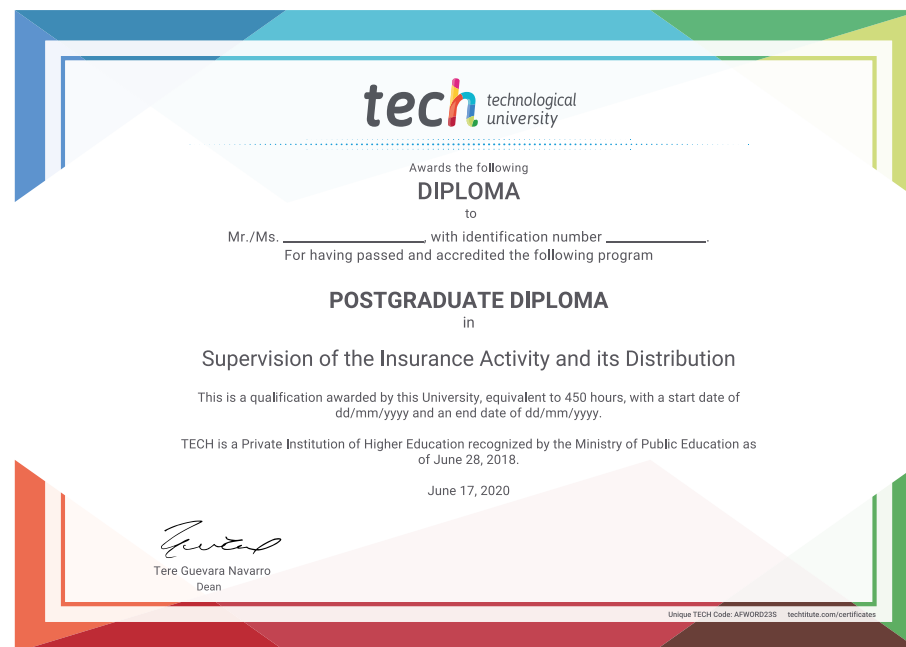 tech technological
university
Awards the following
DIPLOMA
to
Mr./Ms. ____________, with identification number ____________.
For having passed and accredited the following program
POSTGRADUATE DIPLOMA
in
Supervision of the Insurance Activity and its Distribution
This is a qualification awarded by this University, equivalent to 450 hours, with a start date of
dd/mm/yyyy and an end date of dd/mm/yyyy.
TECH is a Private Institution of Higher Education recognized by the Ministry of Public Education as
of June 28, 2018.
June 17, 2020
Tere Guevara Navarro
Dean
Unique TECH Code: AFWORD23S techtitute.com/certificates